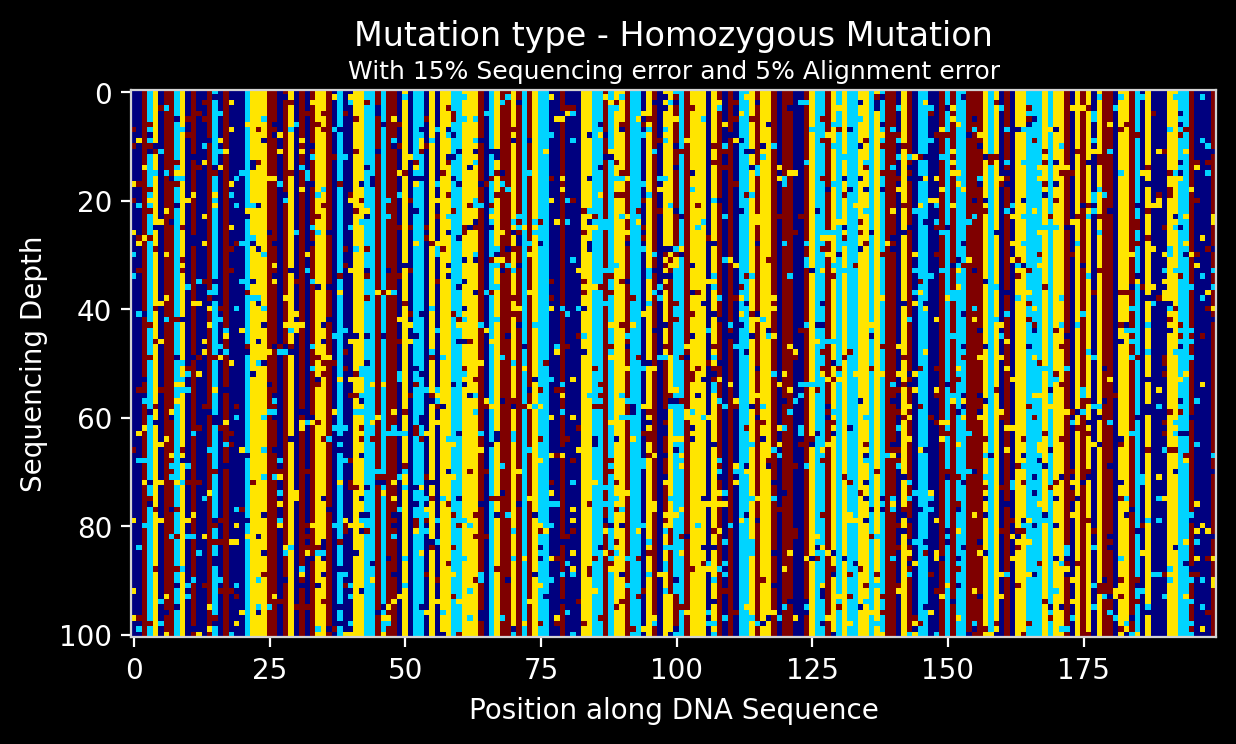 Mutation type - Homozygous Mutation
With 15% Sequencing error and 5% Alignment error
0
20
40
60
80
100
Sequencing Depth
0 25 50 75 100 125 150 175
Position along DNA Sequence